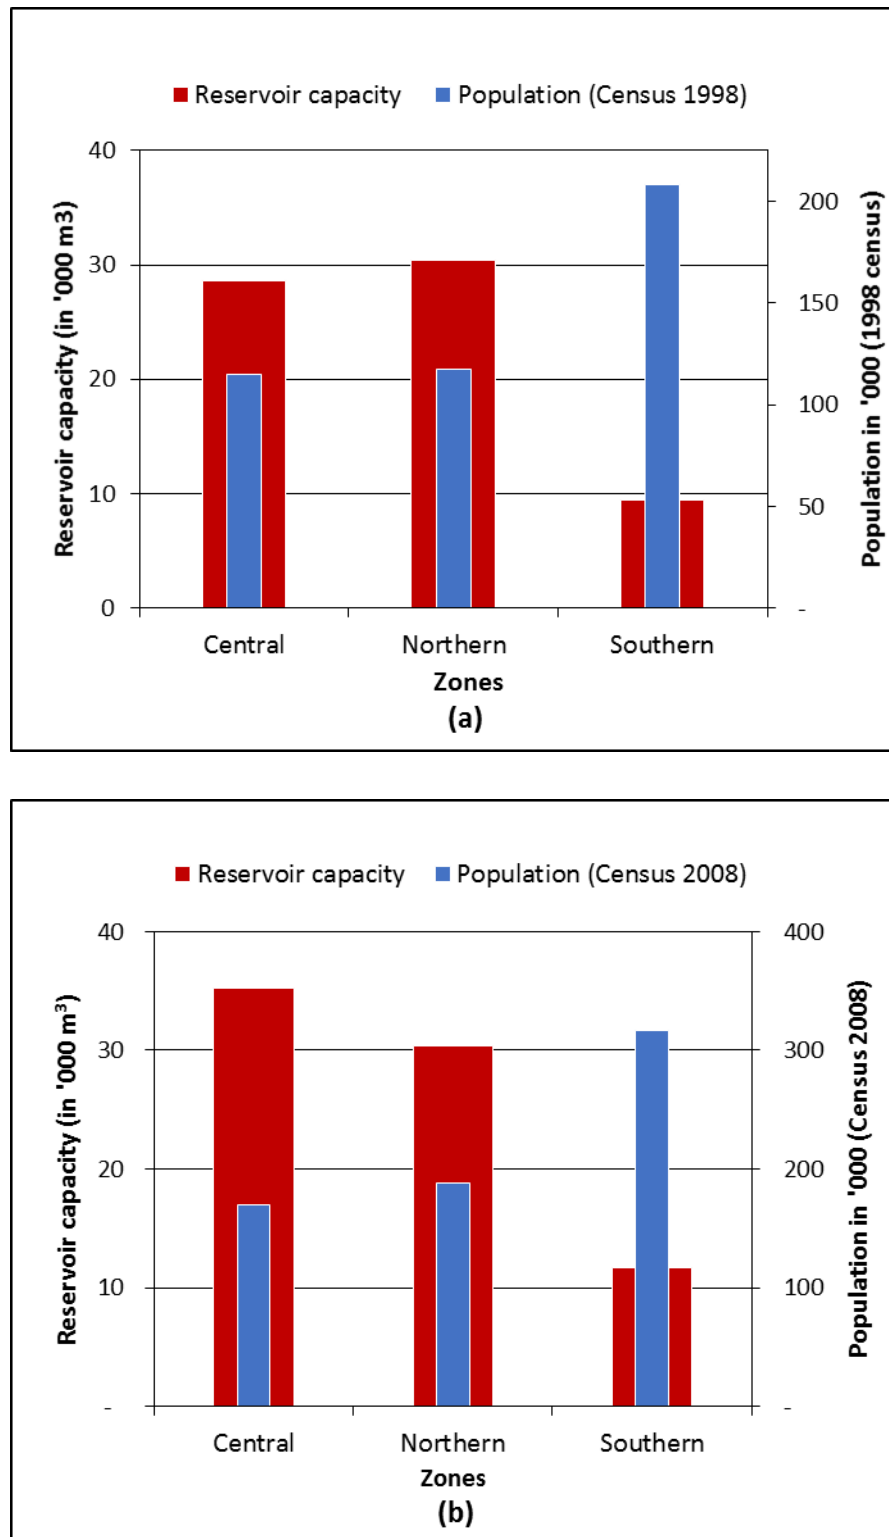 Reservoir capacity Population (Census 1998)
40
30
20
10
0
Reservoir capacity (in '000 m3)
200
150
100
50
-
Population in '000 (1998 census)
Central Northern Southern
Zones
(a)
Reservoir capacity Population (Census 2008)
40
30
20
10
-
Reservoir capacity (in '000 m³)
400
300
200
100
-
Population in '000 (Census 2008)
Central Northern Southern
Zones
(b)